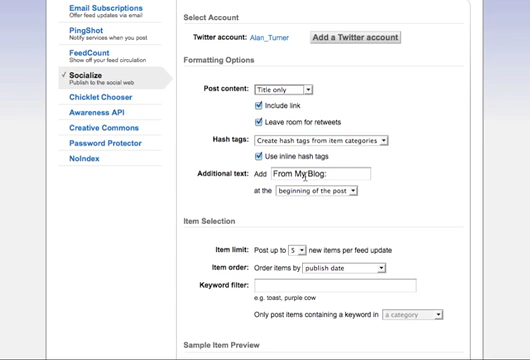 Email Subscriptions
Offer feed updates via email
PingShot
Notify services when you post
FeedCount
Show off your feed circulation
✓ Socialize
Publish to the social web
Chicklet Chooser
Awareness API
Creative Commons
Password Protector
NoIndex
Select Account
Twitter account: Alan_Turner Add a Twitter account
Formatting Options
Post content: Title only
Include link
Leave room for retweets
Hash tags: Create hash tags from item categories
Use inline hash tags
Additional text: Add From My Blog:
at the beginning of the post
Item Selection
Item limit: Post up to 5 new items per feed update
Item order: Order items by publish date
Keyword filter:
e.g. toast, purple cow
Only post items containing a keyword in a category
Sample Item Preview